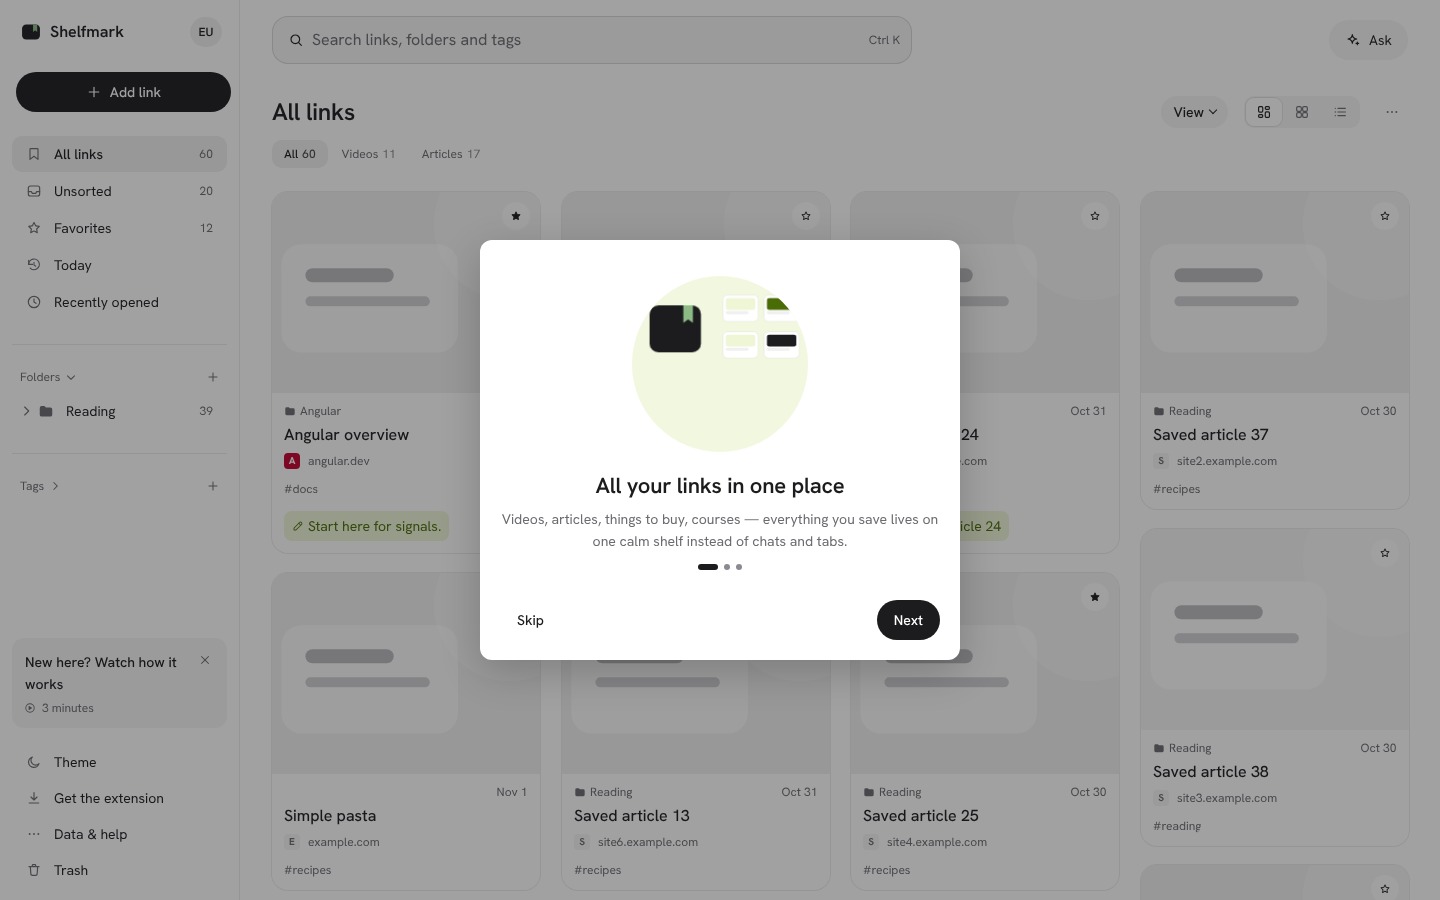 Shelfmark
EU
Add link
All links 60
Unsorted 20
Favorites 12
Today
Recently opened
Folders
Reading 39
Tags
New here? Watch how it
works
3 minutes
Theme
Get the extension
Data & help
Trash
Search links, folders and tags Ctrl K
Ask
All links
View
All 60 Videos 11 Articles 17
Angular
Angular overview
A angular.dev
#docs
Start here for signals.
Oct 31
24
.com
icle 24
Reading Oct 30
Saved article 37
S site2.example.com
#recipes
All your links in one place
Videos, articles, things to buy, courses — everything you save lives on
one calm shelf instead of chats and tabs.
Skip
Next
Nov 1
Simple pasta
E example.com
#recipes
Reading Oct 31
Saved article 13
S site6.example.com
#recipes
Reading Oct 30
Saved article 25
S site4.example.com
#recipes
Reading Oct 30
Saved article 38
S site3.example.com
#reading